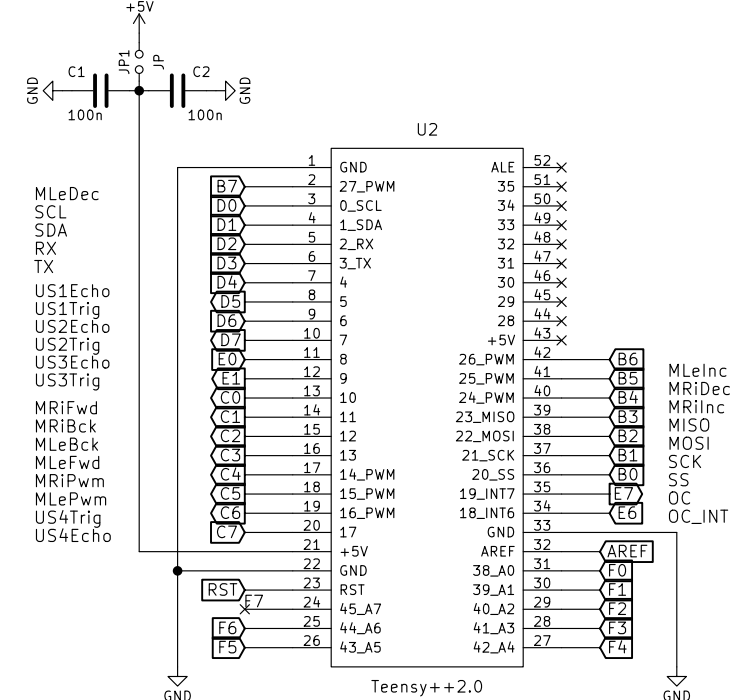 +5V
JP1
JP
C1
C2
GND
GND
100n
100n
U2
1 GND
ALE 52
B7 2 27_PWM
35 51
MLeDec
D0 3 0_SCL
34 50
SCL
D1 4 1_SDA
33 49
SDA
D2 5 2_RX
32 48
RX
D3 6 3_TX
31 47
TX
D4 7 4
30 46
US1Echo
D5 8 5
29 45
US1Trig
D6 9 6
28 44
US2Echo
D7 10 7
+5V 43
US2Trig
E0 11 8
26_PWM 42 B6
US3Echo
MLeInc
E1 12 9
25_PWM 41 B5
US3Trig
MRiDec
C0 13 10
24_PWM 40 B4
MRiFwd
MRiInc
C1 14 11
23_MISO 39 B3
MRiBck
MISO
C2 15 12
22_MOSI 38 B2
MLeBck
MOSI
C3 16 13
21_SCK 37 B1
MLeFwd
SCK
C4 17 14_PWM
20_SS 36 B0
MRiPwm
SS
C5 18 15_PWM
19_INT7 35 E7
MLePwm
OC
C6 19 16_PWM
18_INT6 34 E6
US4Trig
OC_INT
C7 20 17
GND 33
US4Echo
21 +5V
AREF 32 AREF
22 GND
38_A0 31 F0
RST 23 RST
39_A1 30 F1
F7 24 45_A7
40_A2 29 F2
F6 25 44_A6
41_A3 28 F3
F5 26 43_A5
42_A4 27 F4
Teensy++2.0
GND
GND